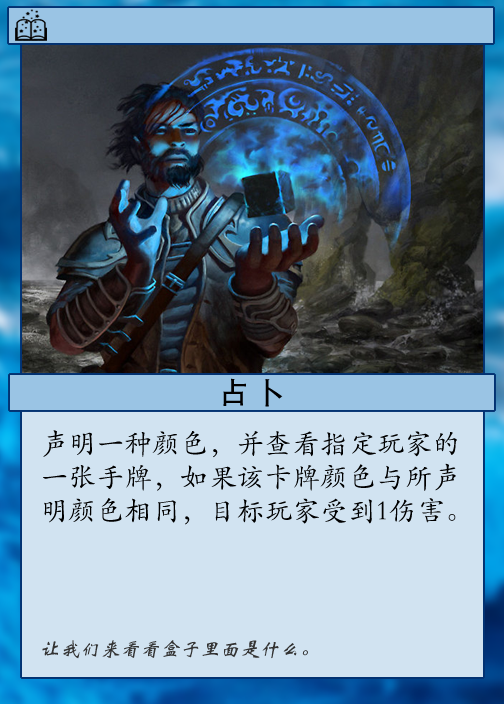 占卜
声明一种颜色，并查看指定玩家的
一张手牌，如果该卡牌颜色与所声
明颜色相同，目标玩家受到1伤害。
让我们来看看盒子里面是什么。